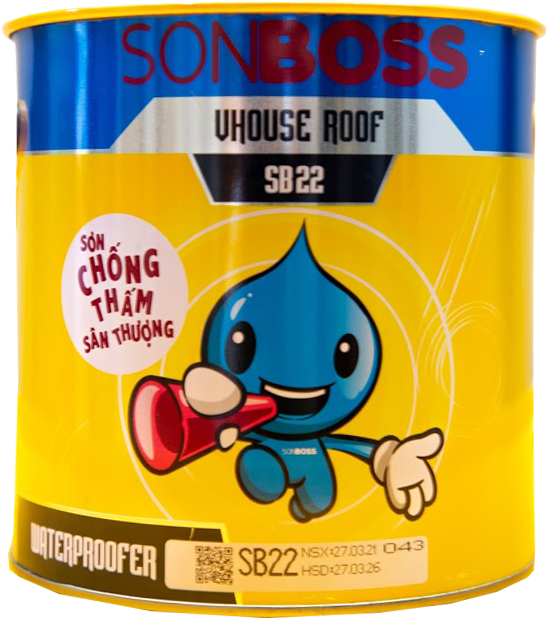 SONBOSS
VHOUSE ROOF
SB22
SƠN
CHỐNG
THẤM
SÂN THƯỢNG
SONBOSS
WATERPROOFER
SB22 NSX:27.03.21 043
HSD:27.03.26